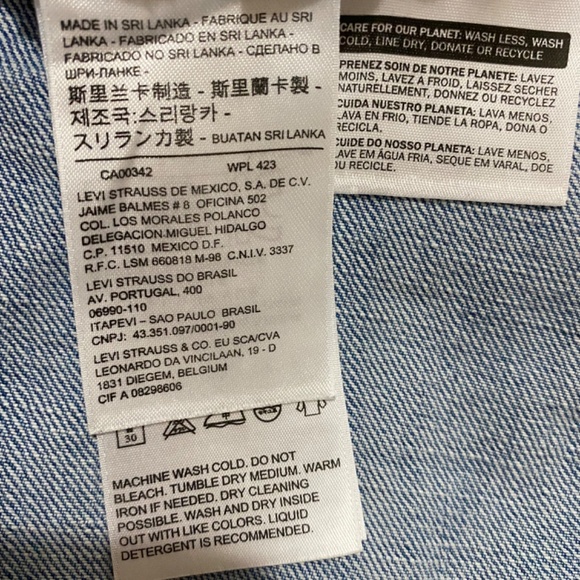 MADE IN SRI LANKA - FABRIQUE AU SRI
LANKA - FABRICADO EN SRI LANKA -
FABRICADO NO SRI LANKA - СДЕЛАНО В
ШРИ-ЛАНКЕ -
斯里兰卡制造 - 斯里蘭卡製造 -
제조국:스리랑카 -
スリランカ製 - BUATAN SRI LANKA
CA00342 WPL 423
LEVI STRAUSS DE MEXICO, S.A. DE C.V.
JAIME BALMES # 8 OFICINA 502
COL. LOS MORALES POLANCO
DELEGACION MIGUEL HIDALGO
C.P. 11510 MEXICO D.F.
R.F.C. LSM 660818 M-98 C.N.I.V. 3337
LEVI STRAUSS DO BRASIL
AV. PORTUGAL, 400
06990-110
ITAPEVI – SAO PAULO BRASIL
CNPJ: 43.351.097/0001-90
LEVI STRAUSS & CO. EU SCA/CVA
LEONARDO DA VINCILAAN, 19 - D
1831 DIEGEM, BELGIUM
CIF A 08298606
30
MACHINE WASH COLD. DO NOT
BLEACH. TUMBLE DRY MEDIUM. WARM
IRON IF NEEDED. DRY CLEANING
POSSIBLE. WASH AND DRY INSIDE
OUT WITH LIKE COLORS. LIQUID
DETERGENT IS RECOMMENDED.
CARE FOR OUR PLANET: WASH LESS, WASH
COLD, LINE DRY, DONATE OR RECYCLE
PRENEZ SOIN DE NOTRE PLANETE: LAVEZ
MOINS, LAVEZ À FROID, LAISSEZ SECHER
NATURELLEMENT, DONNEZ OU RECYCLEZ
CUIDA NUESTRO PLANETA: LAVA MENOS,
LAVA EN FRIO, TIENDE LA ROPA, DONA O
RECICLA.
CUIDE DO NOSSO PLANETA: LAVE MENOS,
LAVE EM ÁGUA FRIA, SEQUE EM VARAL, DOE
OU RECICLE.